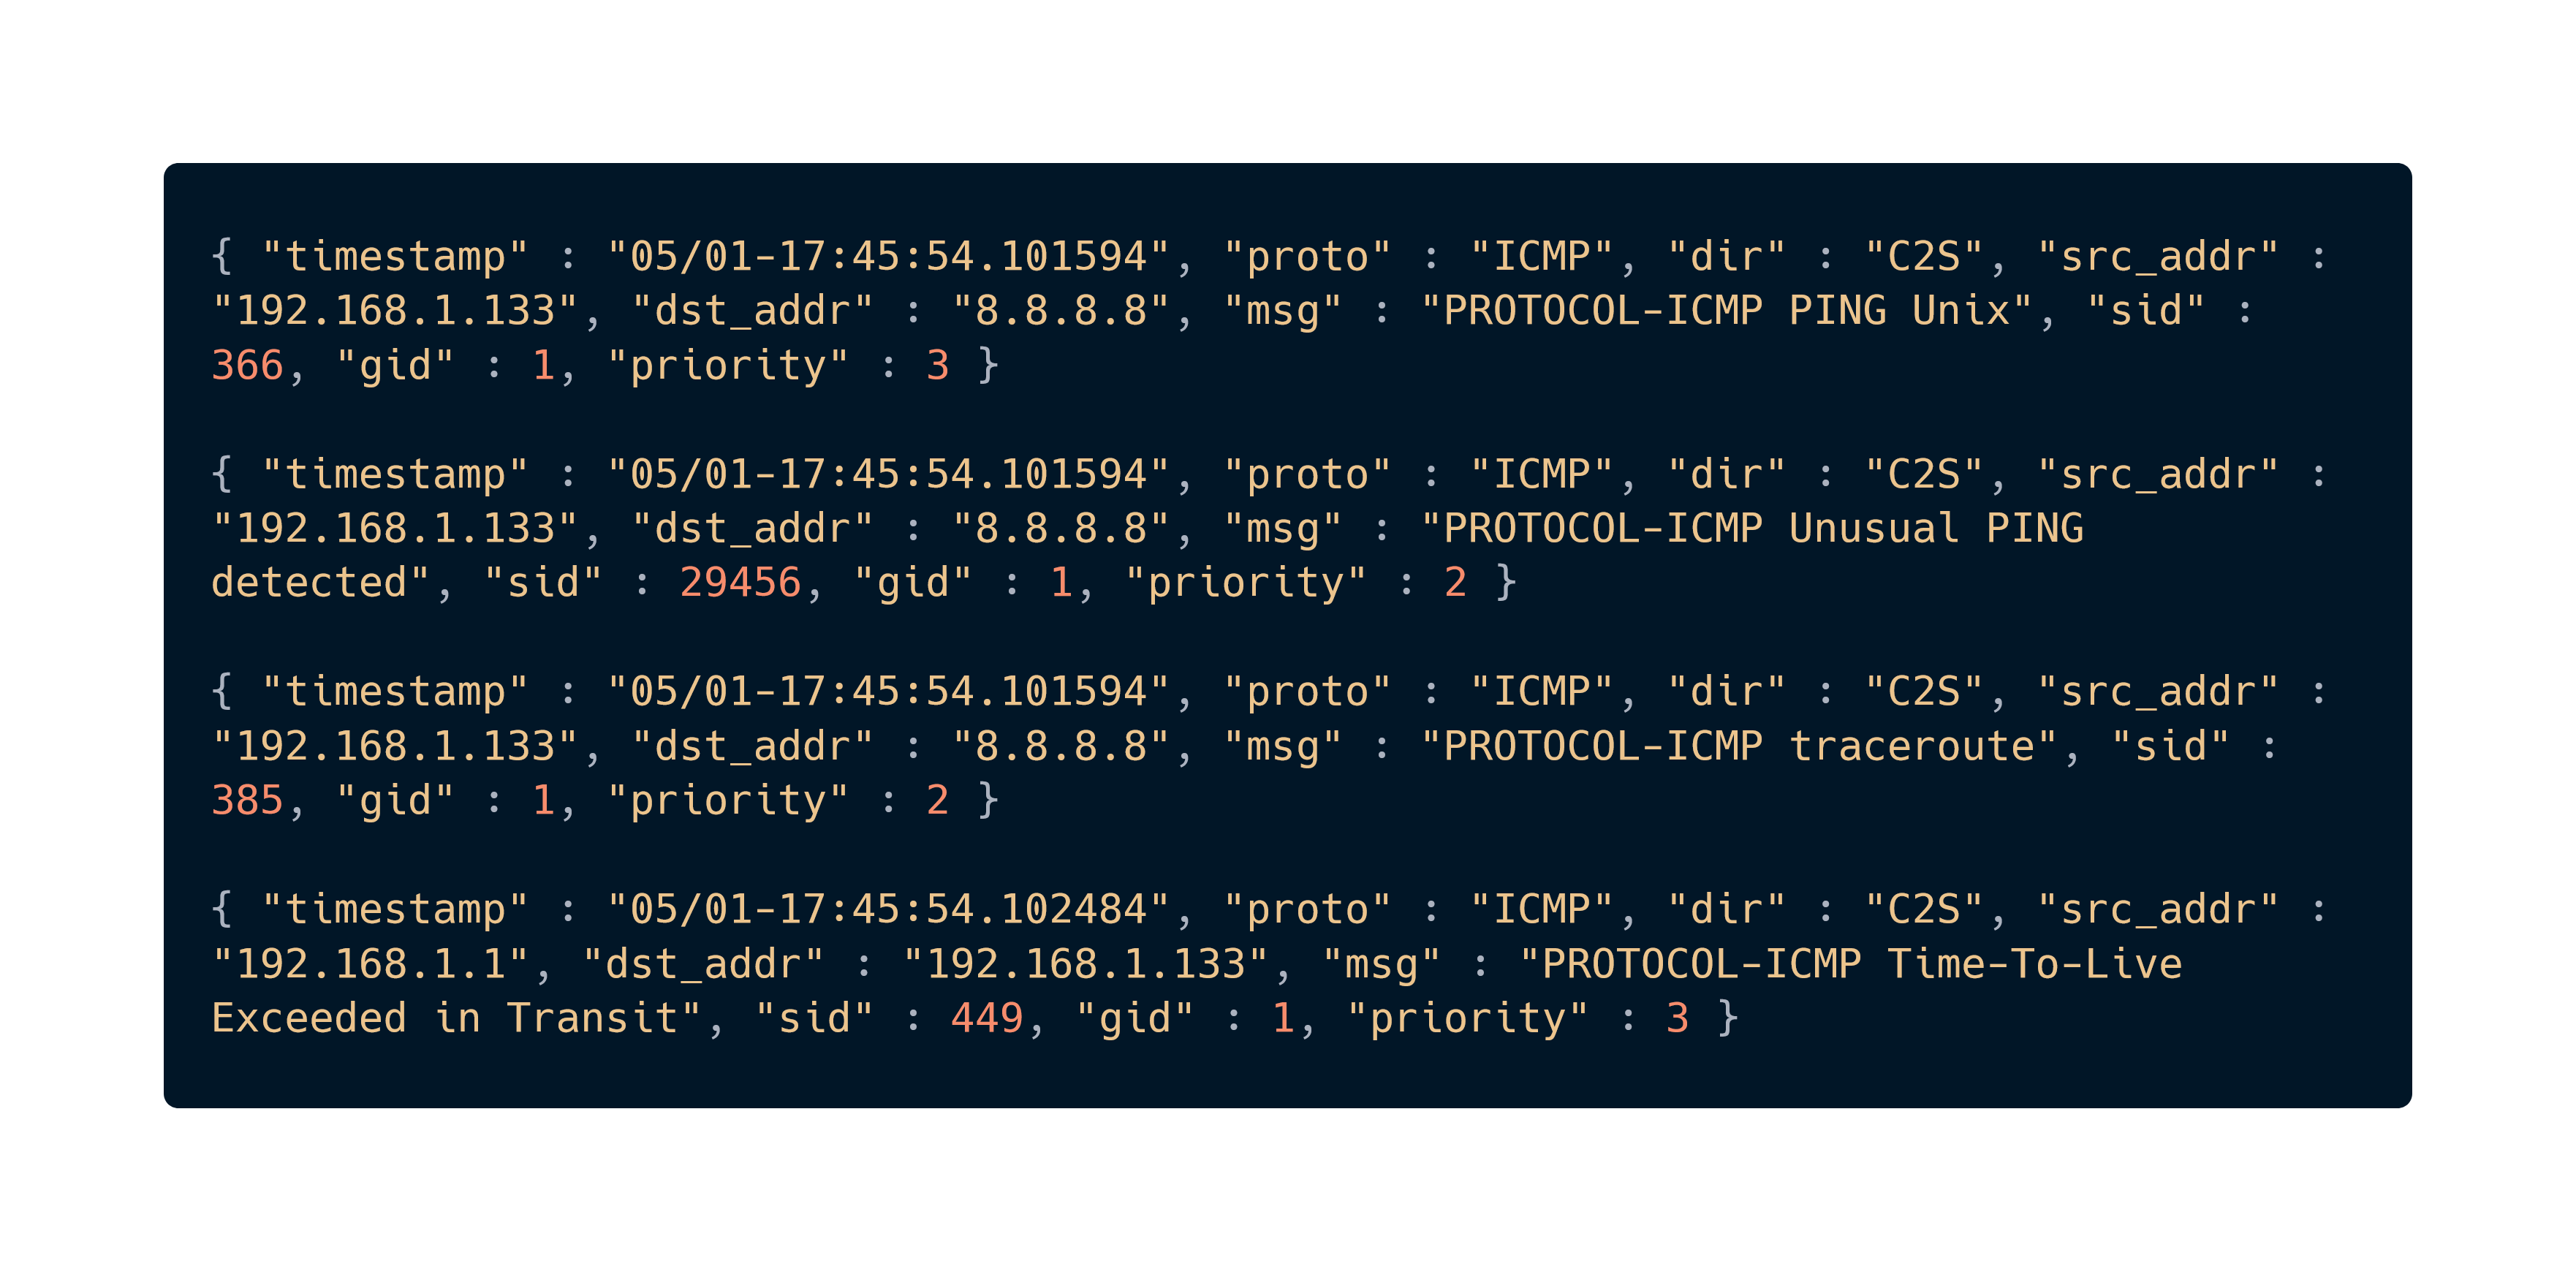 { "timestamp" : "05/01-17:45:54.101594", "proto" : "ICMP", "dir" : "C2S", "src_addr" :
"192.168.1.133", "dst_addr" : "8.8.8.8", "msg" : "PROTOCOL-ICMP PING Unix", "sid" :
366, "gid" : 1, "priority" : 3 }
{ "timestamp" : "05/01-17:45:54.101594", "proto" : "ICMP", "dir" : "C2S", "src_addr" :
"192.168.1.133", "dst_addr" : "8.8.8.8", "msg" : "PROTOCOL-ICMP Unusual PING
detected", "sid" : 29456, "gid" : 1, "priority" : 2 }
{ "timestamp" : "05/01-17:45:54.101594", "proto" : "ICMP", "dir" : "C2S", "src_addr" :
"192.168.1.133", "dst_addr" : "8.8.8.8", "msg" : "PROTOCOL-ICMP traceroute", "sid" :
385, "gid" : 1, "priority" : 2 }
{ "timestamp" : "05/01-17:45:54.102484", "proto" : "ICMP", "dir" : "C2S", "src_addr" :
"192.168.1.1", "dst_addr" : "192.168.1.133", "msg" : "PROTOCOL-ICMP Time-To-Live
Exceeded in Transit", "sid" : 449, "gid" : 1, "priority" : 3 }